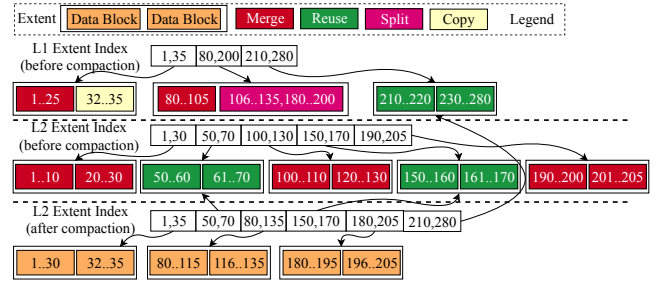 Extent Data Block Data Block Merge Reuse Split Copy Legend
L1 Extent Index
(before compaction)
1,35 80,200 210,280
1..25 32..35 80..105 106..135,180..200 210..220 230..280
L2 Extent Index
(before compaction)
1,30 50,70 100,130 150,170 190,205
1..10 20..30 50..60 61..70 100..110 120..130 150..160 161..170 190..200 201..205
L2 Extent Index
(after compaction)
1,35 50,70 80,135 150,170 180,205 210,280
1..30 32..35 80..115 116..135 180..195 196..205